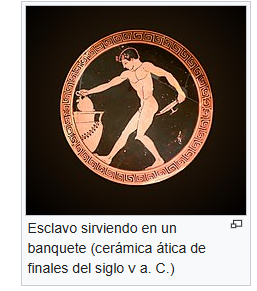 Esclavo sirviendo en un
banquete (cerámica ática de
finales del siglo v a. C.)